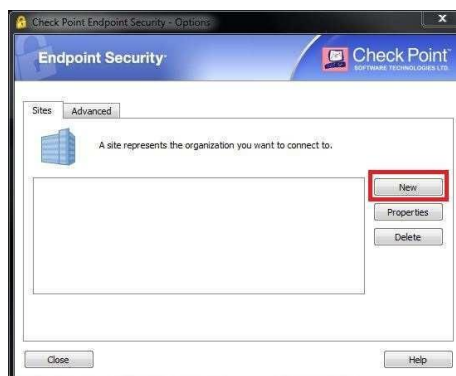 Check Point Endpoint Security - Options
Endpoint Security
Check Point
SOFTWARE TECHNOLOGIES LTD.
Sites
Advanced
A site represents the organization you want to connect to.
New
Properties
Delete
Close
Help